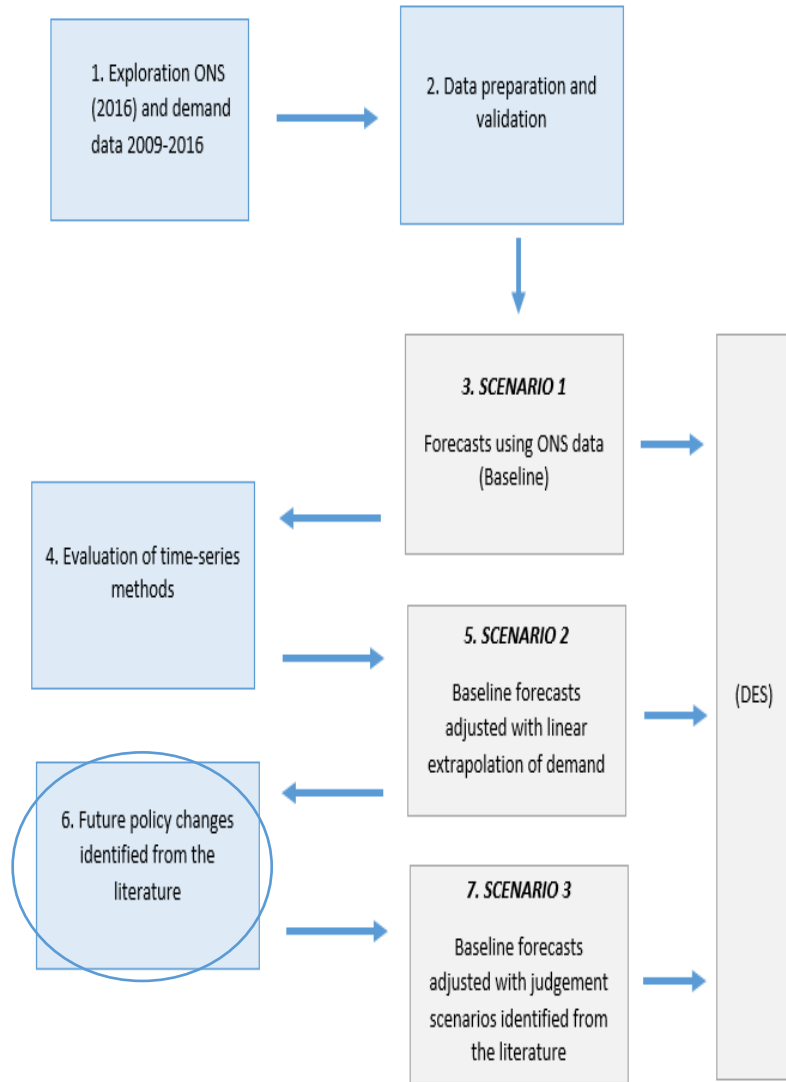 1. Exploration ONS
(2016) and demand
data 2009-2016
2. Data preparation and
validation
3. SCENARIO 1
Forecasts using ONS data
(Baseline)
4. Evaluation of time-series
methods
5. SCENARIO 2
Baseline forecasts
adjusted with linear
extrapolation of demand
(DES)
6. Future policy changes
identified from the
literature
7. SCENARIO 3
Baseline forecasts
adjusted with judgement
scenarios identified from
the literature